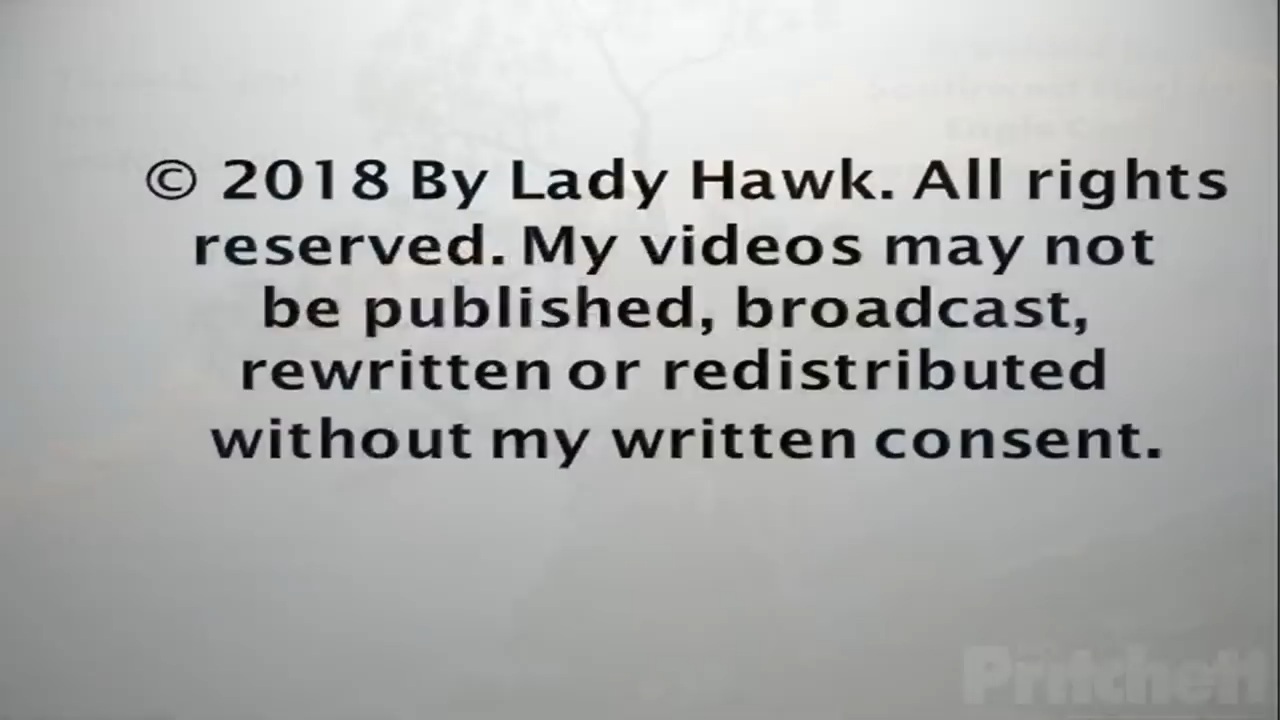 © 2018 By Lady Hawk. All rights
reserved. My videos may not
be published, broadcast,
rewritten or redistributed
without my written consent.
Pritchett